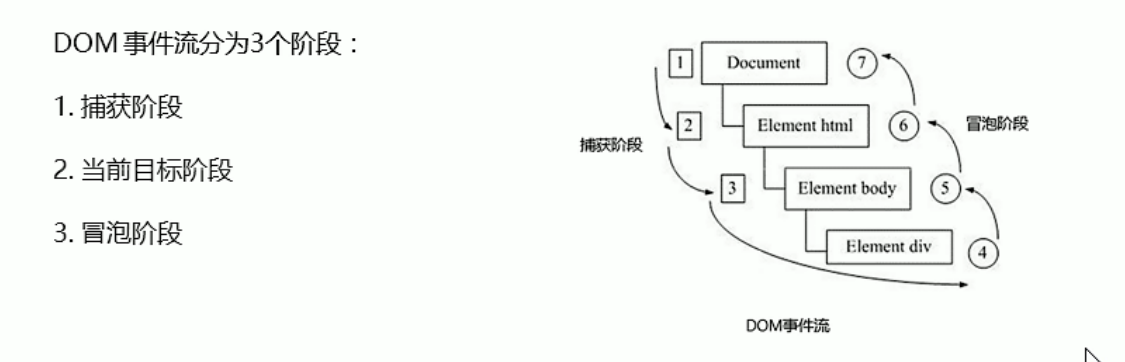 DOM 事件流分为3个阶段：
1. 捕获阶段
2. 当前目标阶段
3. 冒泡阶段
1 Document 7
2 Element html 6
冒泡阶段
捕获阶段
3 Element body 5
Element div 4
DOM事件流